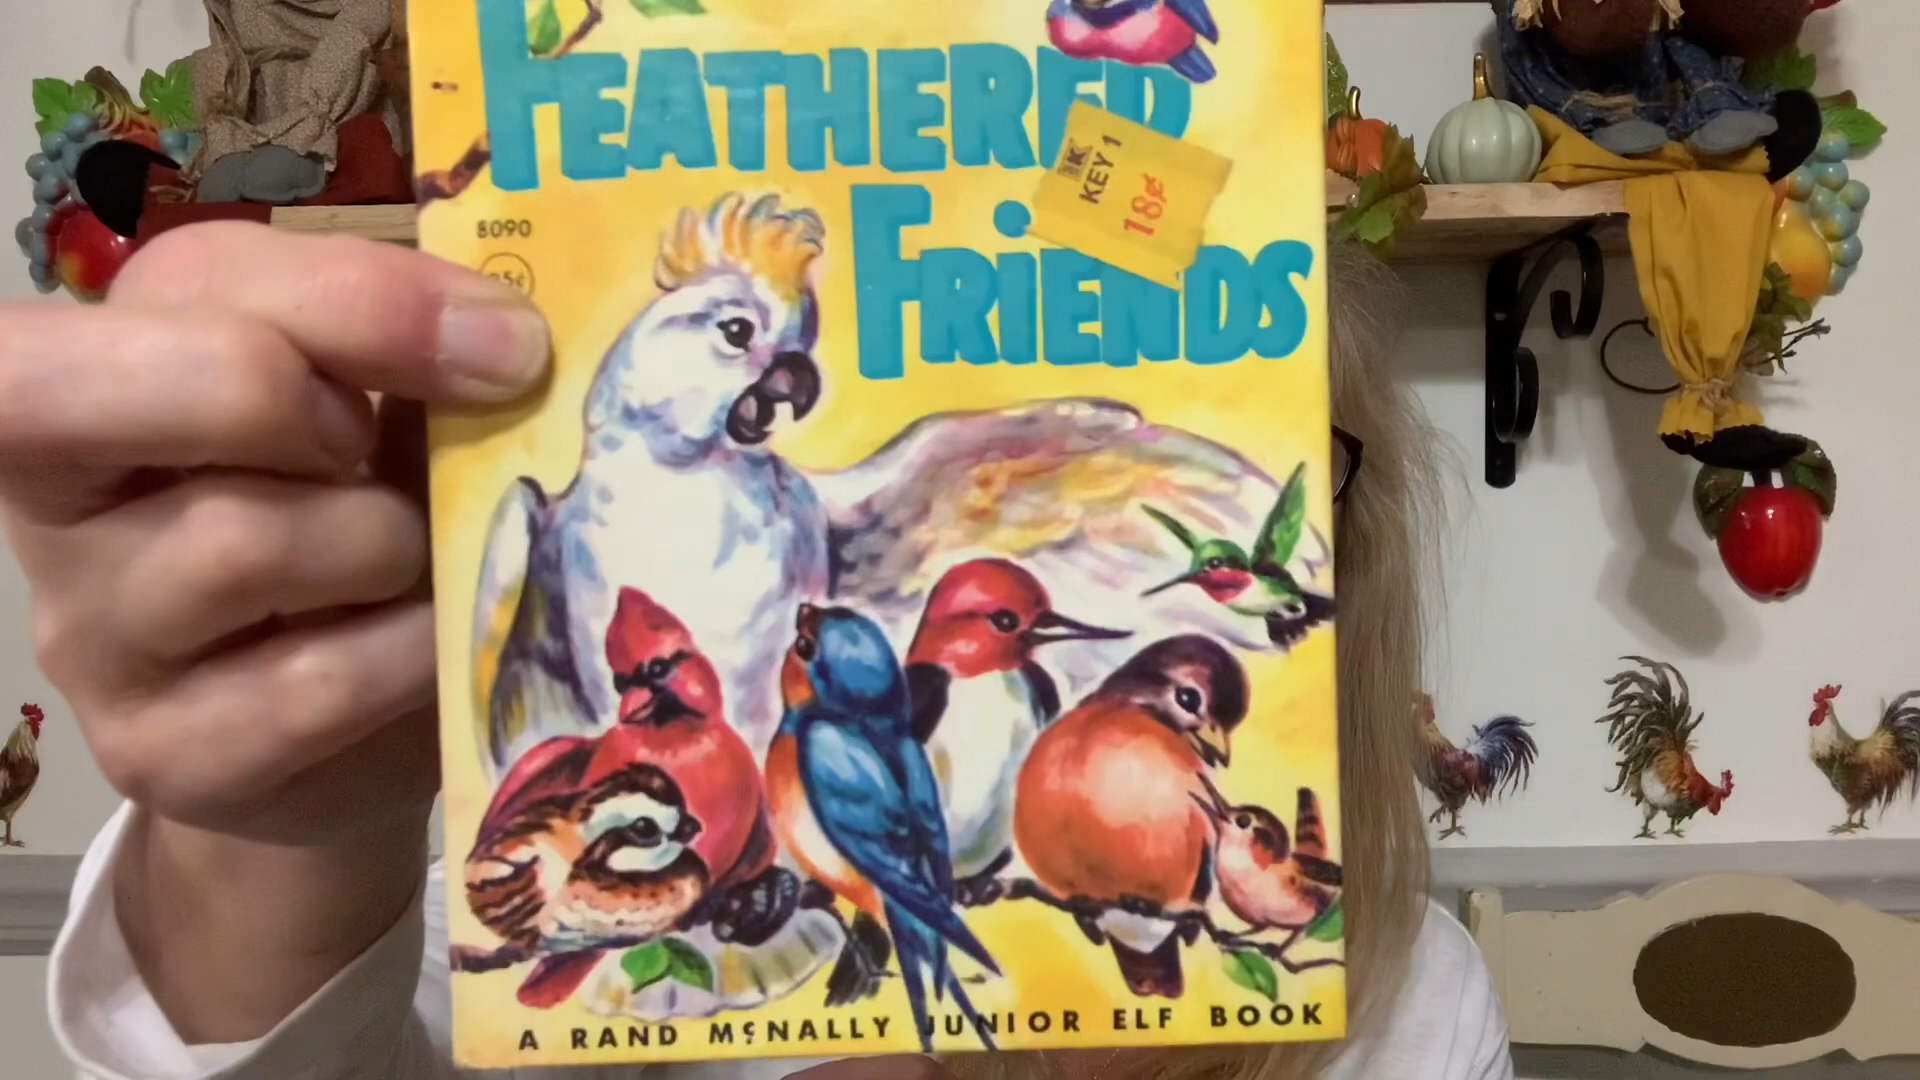 FEATHERED
8090
FRiENDS
K
KEY 1
18¢
A RAND McNALLY JUNIOR ELF BOOK